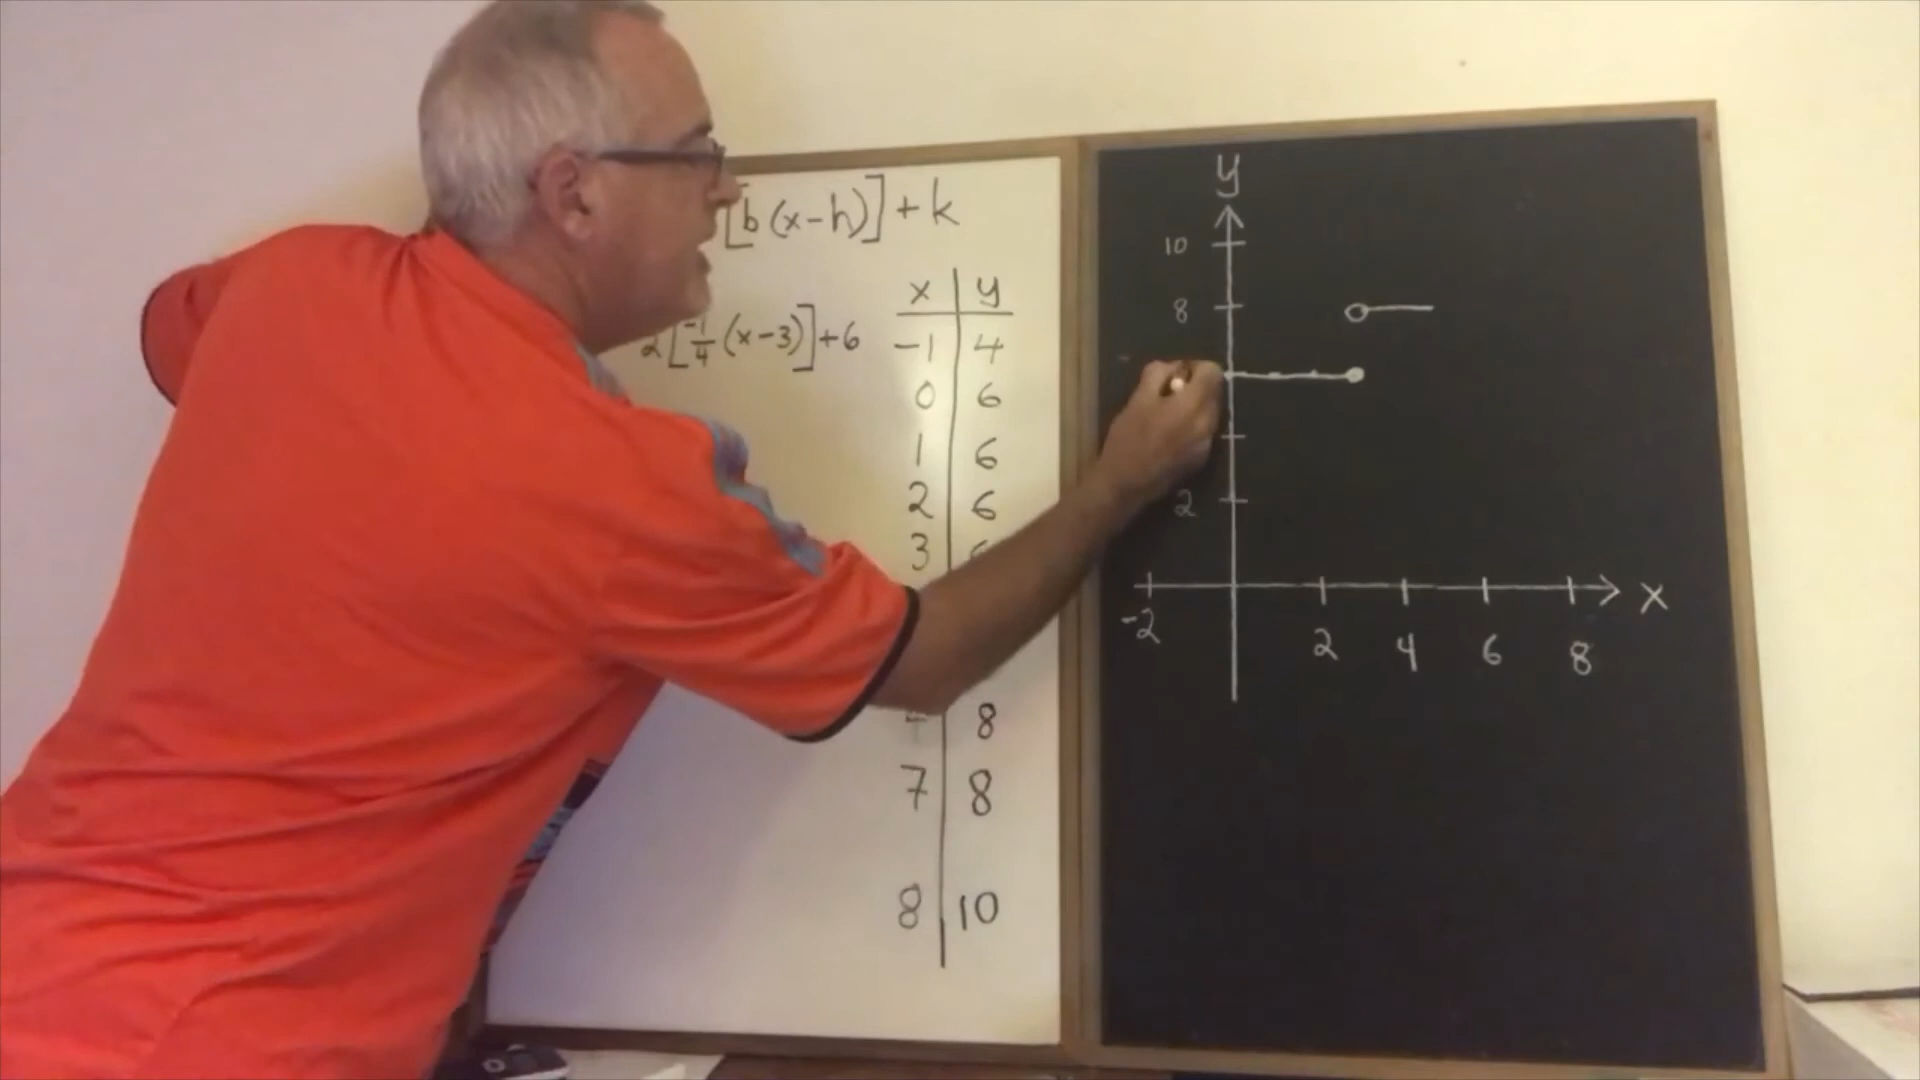 [b(x-h)]+k
2[-1/4(x-3)]+6
x y
-1 4
0 6
1 6
2 6
3
8
7 8
8 10
y
10
8
2
x
-2 2 4 6 8